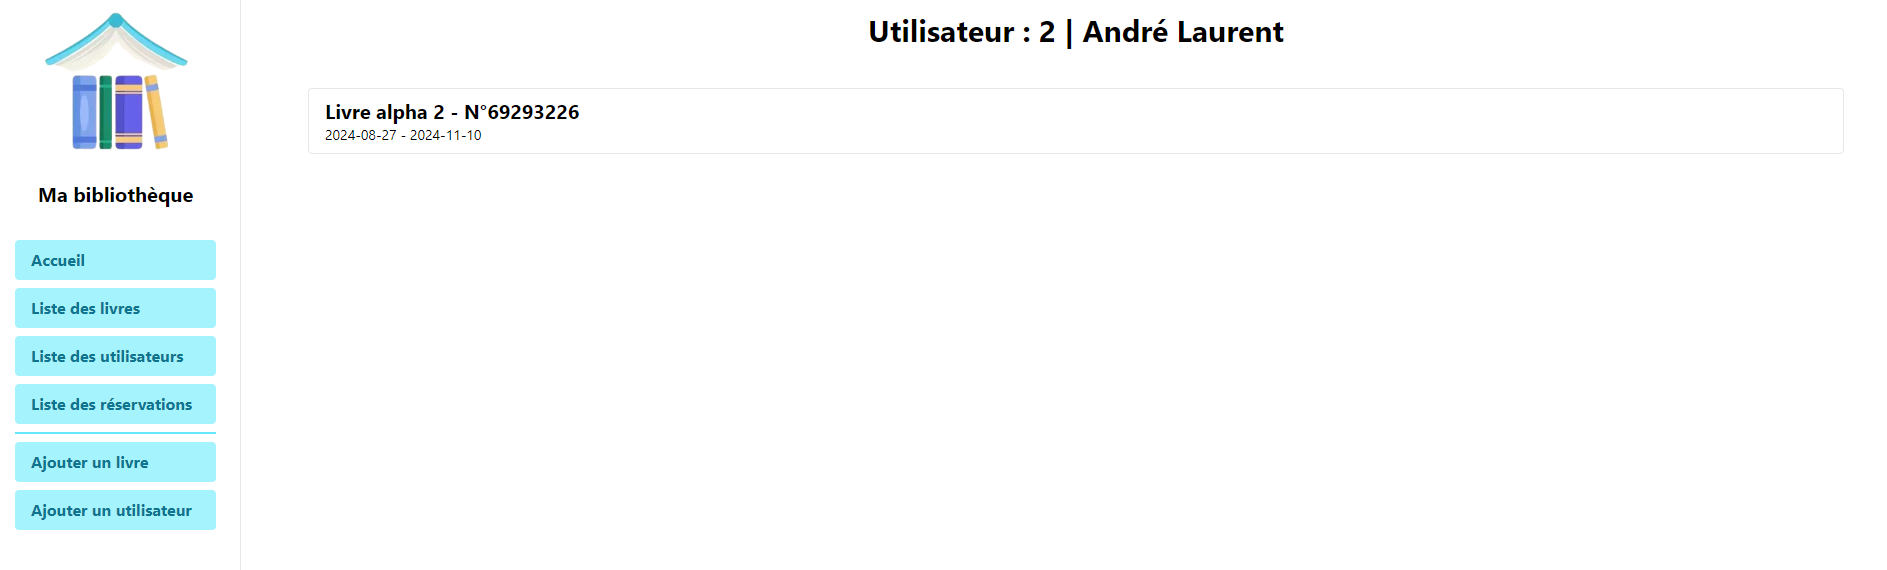 Utilisateur : 2 | André Laurent
Livre alpha 2 - N°69293226
2024-08-27 - 2024-11-10
Ma bibliothèque
Accueil
Liste des livres
Liste des utilisateurs
Liste des réservations
Ajouter un livre
Ajouter un utilisateur